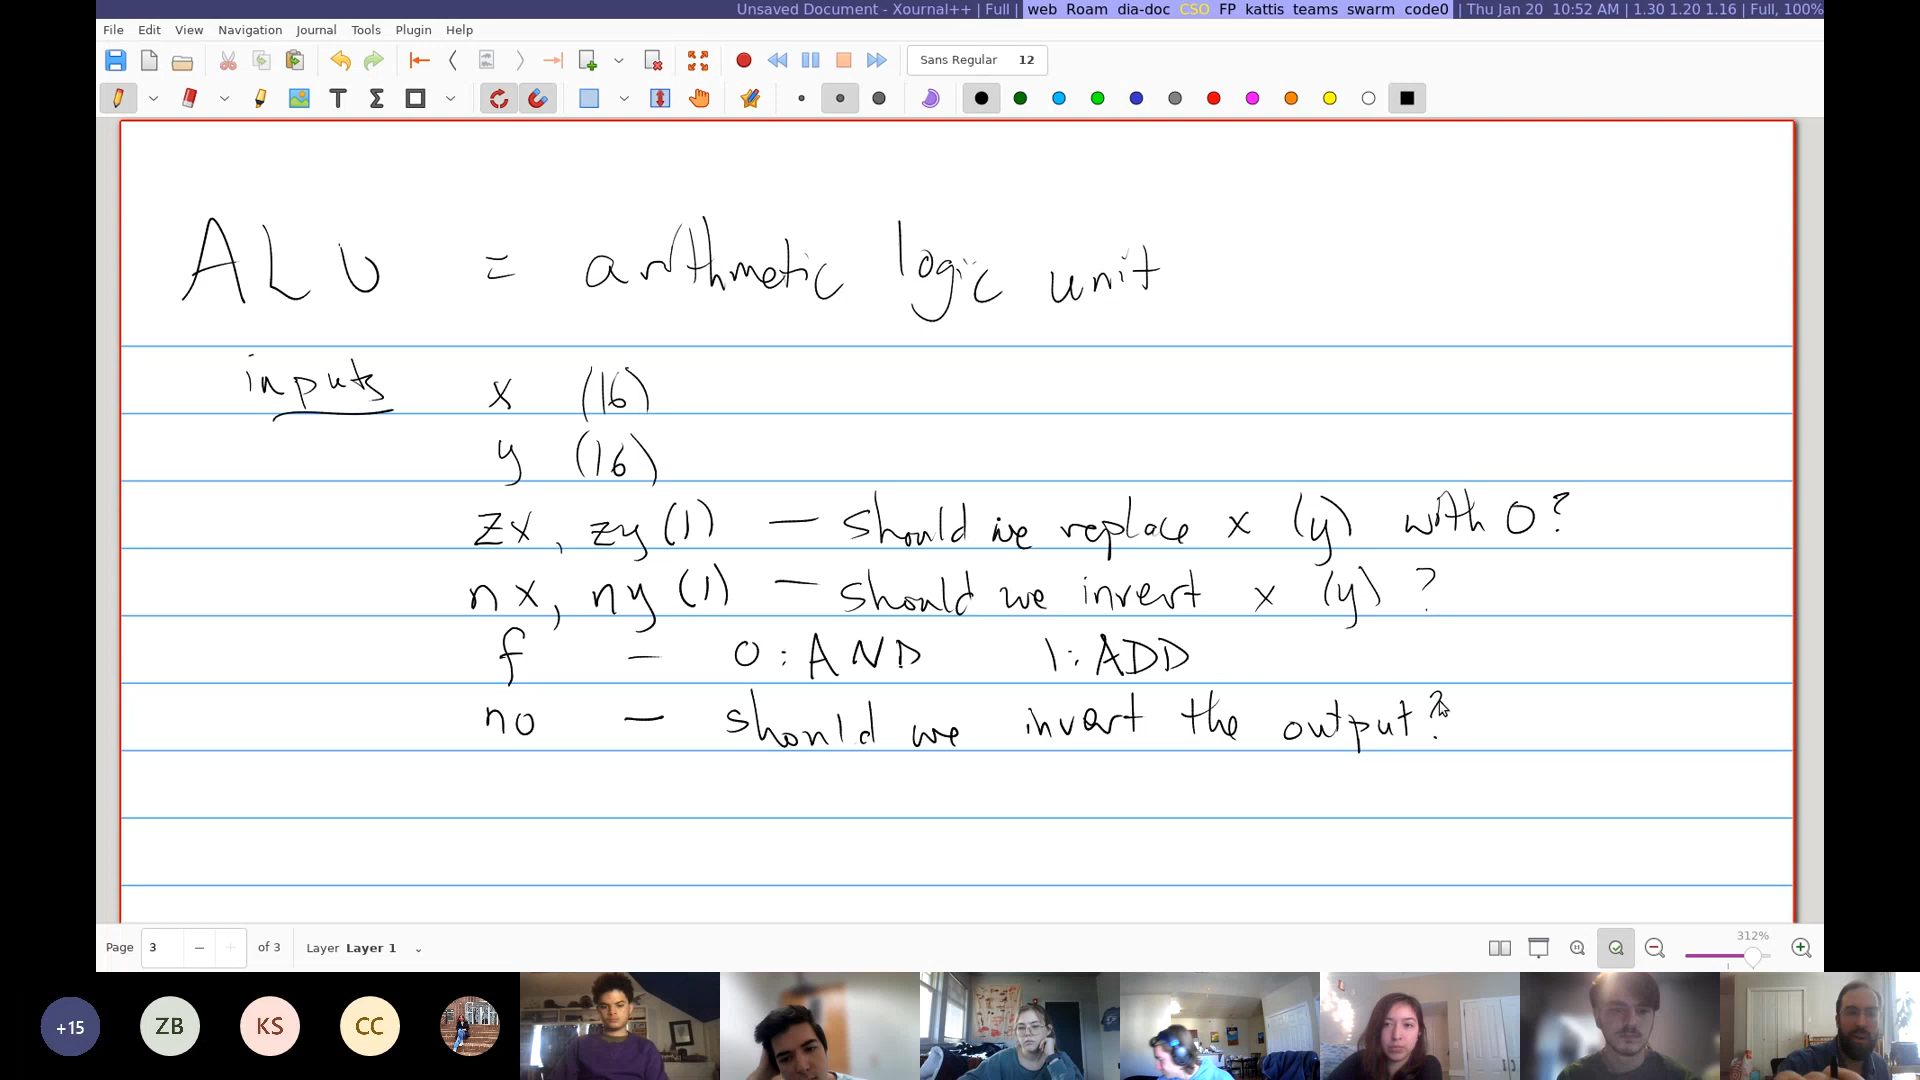 Unsaved Document - Xournal++ | Full | web Roam dia-doc CSO FP kattis teams swarm code0 | Thu Jan 20 10:52 AM | 1.30 1.20 1.16 | Full, 100%
File Edit View Navigation Journal Tools Plugin Help
Sans Regular 12
ALU = arithmetic logic unit
inputs x (16)
y (16)
zx, zy (1) — should we replace x (y) with 0?
nx, ny (1) — should we invert x (y) ?
f — 0 : AND 1 : ADD
no — should we invert the output?
Page 3 of 3 Layer Layer 1 312%
+15 ZB KS CC